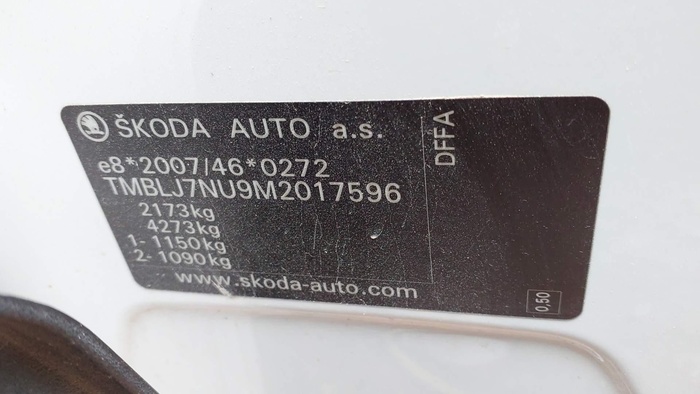 ŠKODA AUTO a.s.
e8*2007/46*0272
TMBLJ7NU9M2017596
2173kg
4273kg
1- 1150kg
2- 1090kg
www.skoda-auto.com
DFFA
0,50